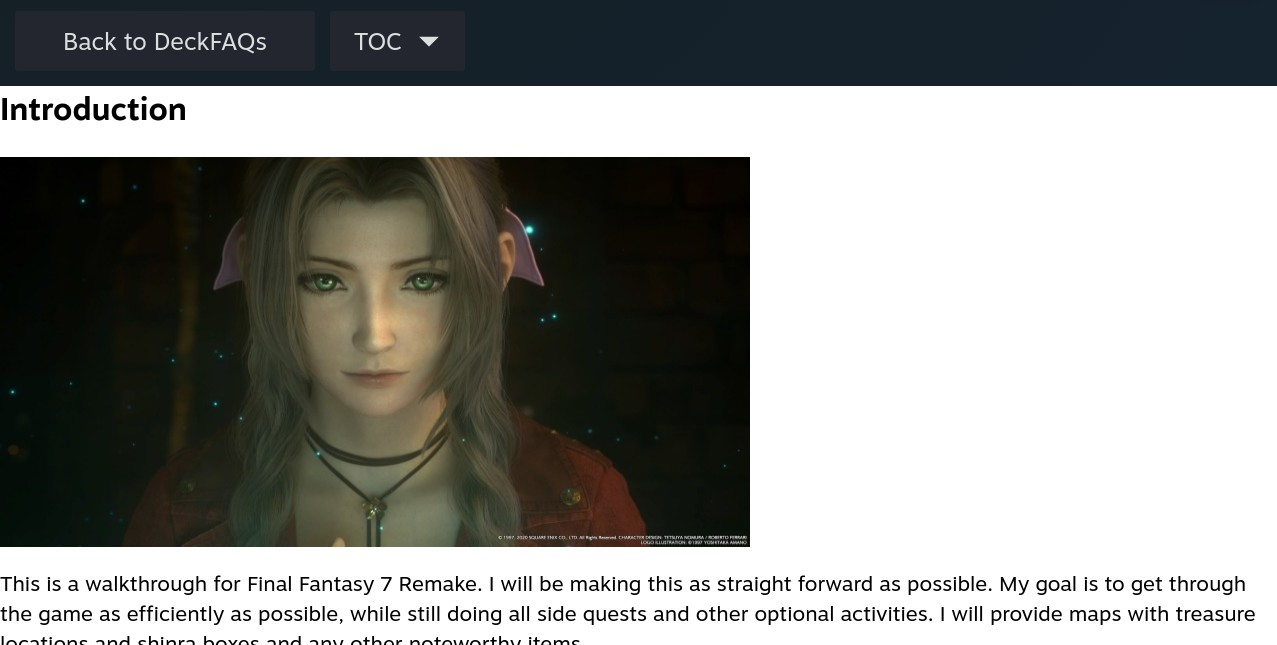 Back to DeckFAQs
TOC
Introduction
© 1997, 2020 SQUARE ENIX CO., LTD. All Rights Reserved. CHARACTER DESIGN: TETSUYA NOMURA / ROBERTO FERRARI
LOGO ILLUSTRATION: © 1997 YOSHITAKA AMANO
This is a walkthrough for Final Fantasy 7 Remake. I will be making this as straight forward as possible. My goal is to get through
the game as efficiently as possible, while still doing all side quests and other optional activities. I will provide maps with treasure
locations and shinra boxes and any other noteworthy items.